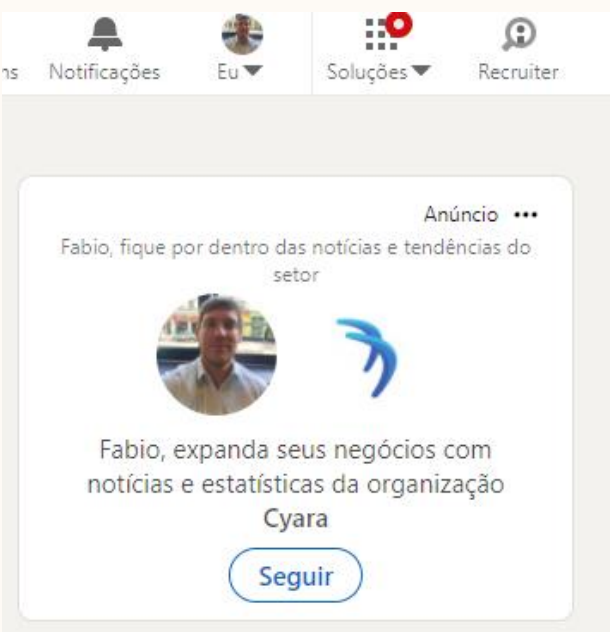 Notificações Eu Soluções Recruiter
Anúncio
Fabio, fique por dentro das notícias e tendências do
setor
Fabio, expanda seus negócios com
notícias e estatísticas da organização
Cyara
Seguir